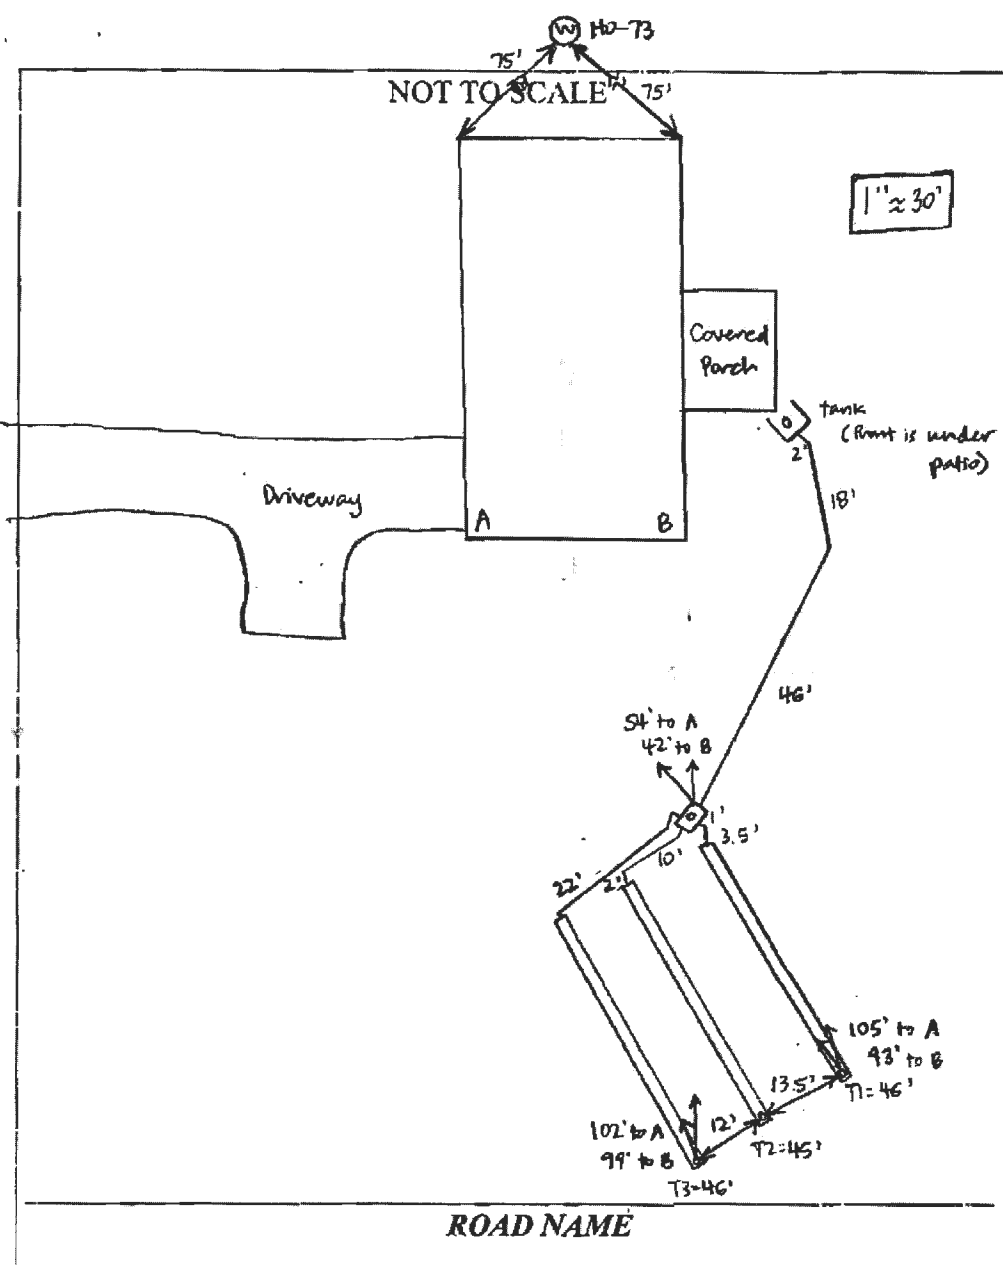 W HO-73
75'
NOT TO SCALE
75'
1" ≈ 30'
Covered
Porch
tank
(Front is under
patio)
2'
18'
Driveway
A B
46'
54' to A
42' to B
1'
3.5'
10'
22'
2'
105' to A
93' to B
13.5'
T1=46'
12'
102' to A
T2=45'
99' to B
T3=46'
ROAD NAME